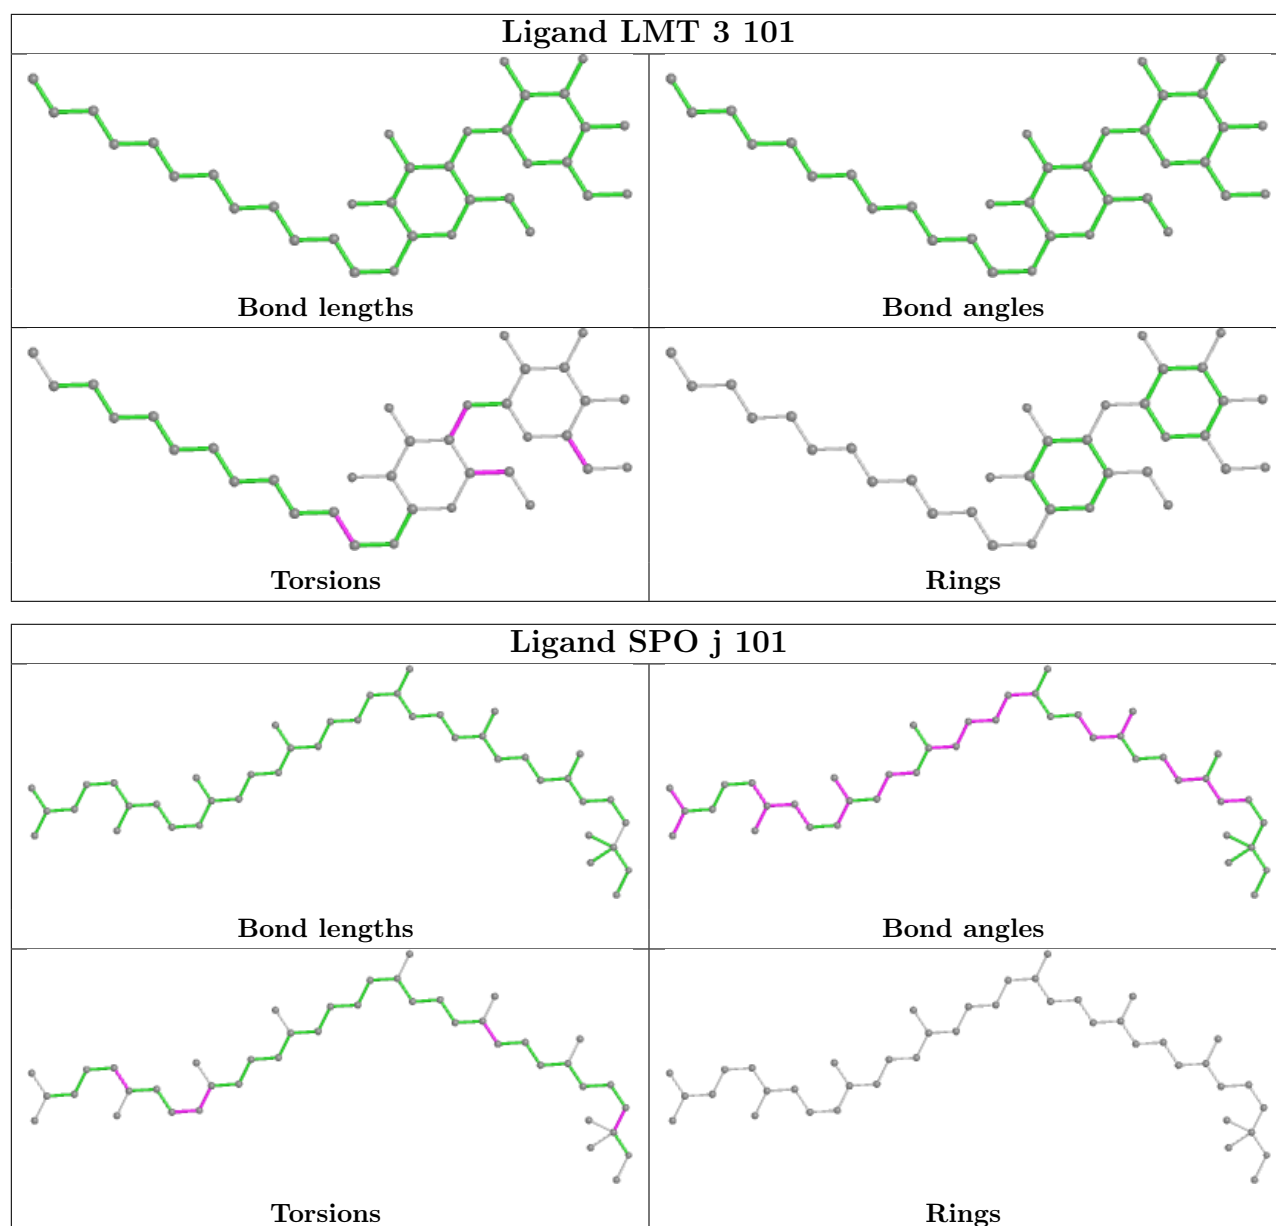 Ligand LMT 3 101
Bond lengths
Bond angles
Torsions
Rings
Ligand SPO j 101
Bond lengths
Bond angles
Torsions
Rings